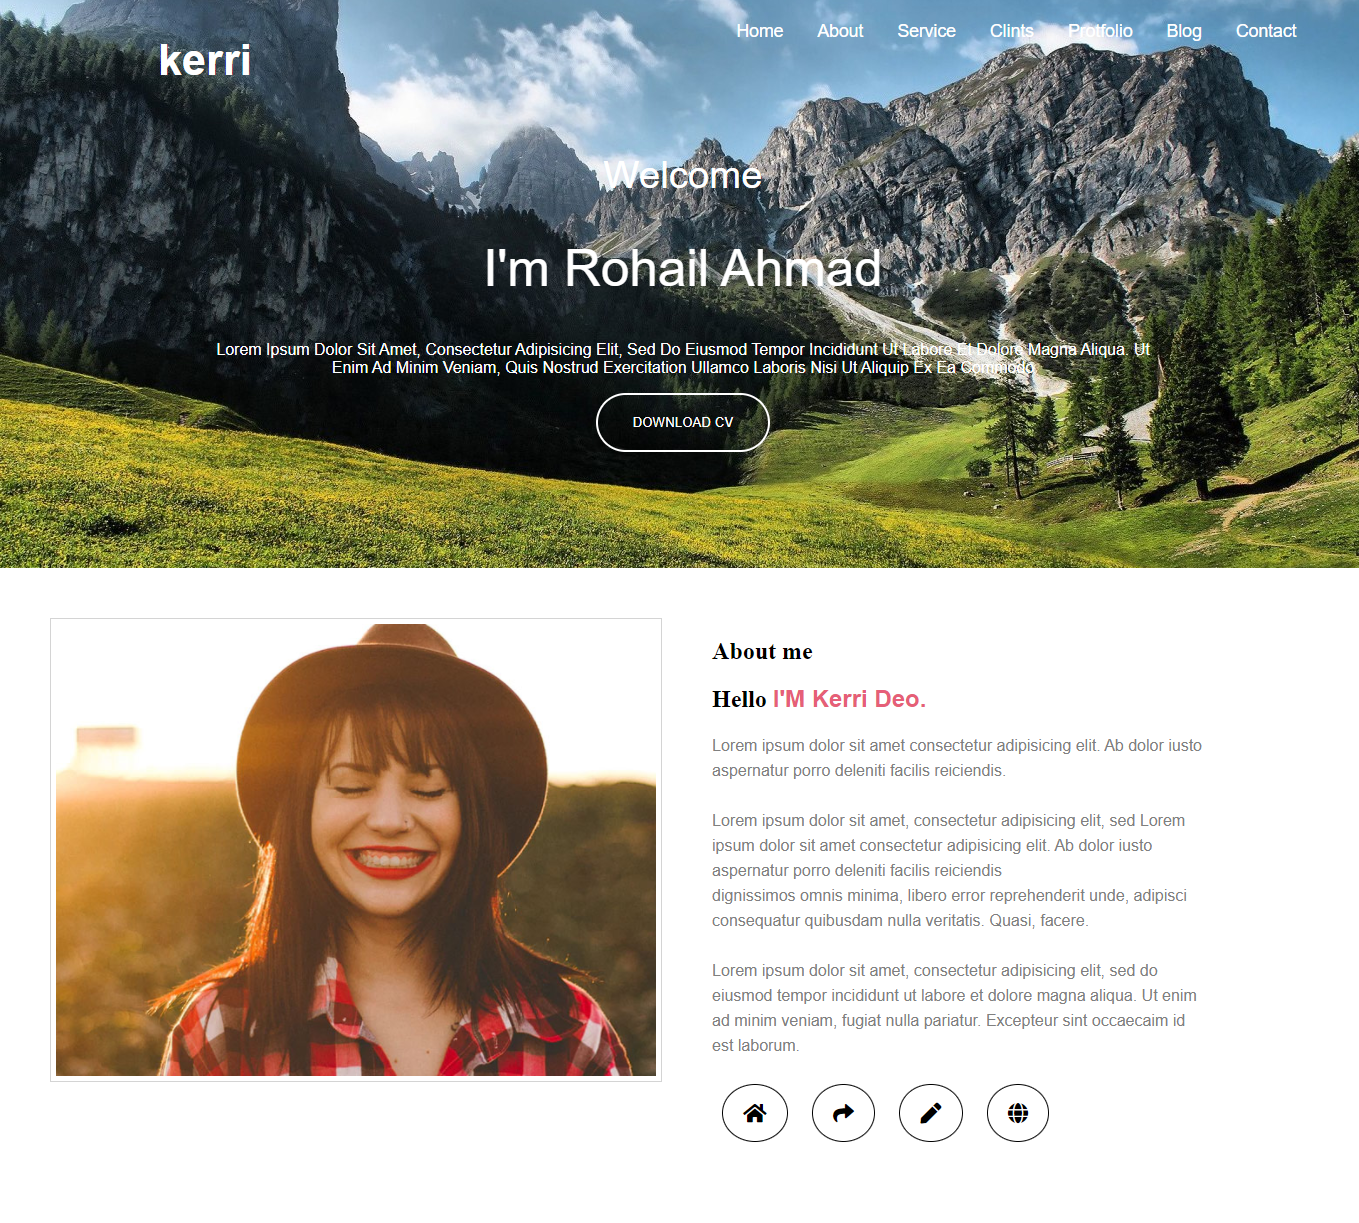 Home About Service Clints Protfolio Blog Contact
kerri
Welcome
I'm Rohail Ahmad
Lorem Ipsum Dolor Sit Amet, Consectetur Adipisicing Elit, Sed Do Eiusmod Tempor Incididunt Ut Labore Et Dolore Magna Aliqua. Ut
Enim Ad Minim Veniam, Quis Nostrud Exercitation Ullamco Laboris Nisi Ut Aliquip Ex Ea Commodo.
DOWNLOAD CV
About me
Hello I'M Kerri Deo.
Lorem ipsum dolor sit amet consectetur adipisicing elit. Ab dolor iusto
aspernatur porro deleniti facilis reiciendis.
Lorem ipsum dolor sit amet, consectetur adipisicing elit, sed Lorem
ipsum dolor sit amet consectetur adipisicing elit. Ab dolor iusto
aspernatur porro deleniti facilis reiciendis
dignissimos omnis minima, libero error reprehenderit unde, adipisci
consequatur quibusdam nulla veritatis. Quasi, facere.
Lorem ipsum dolor sit amet, consectetur adipisicing elit, sed do
eiusmod tempor incididunt ut labore et dolore magna aliqua. Ut enim
ad minim veniam, fugiat nulla pariatur. Excepteur sint occaecaim id
est laborum.